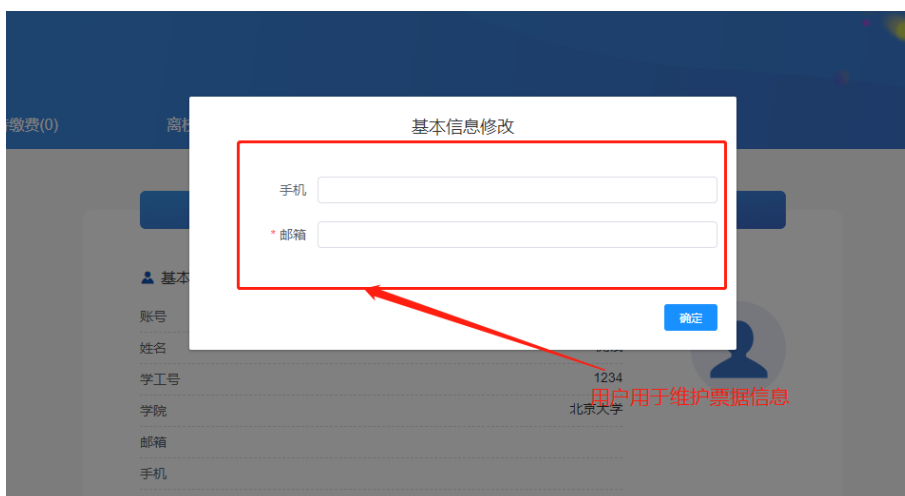 缴费(0)
离校
基本信息修改
手机
* 邮箱
确定
基本
账号
姓名
学工号
1234
用户用于维护票据信息
学院
北京大学
邮箱
手机